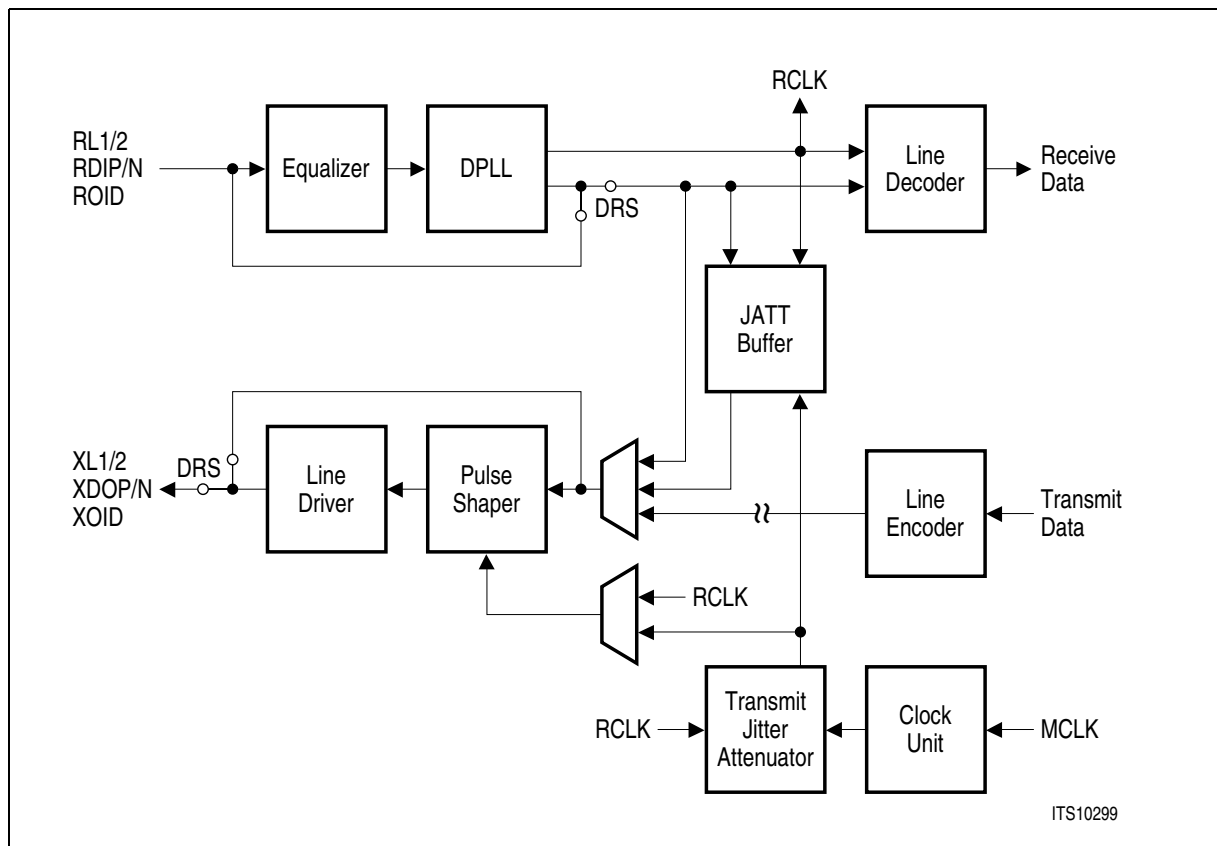 RCLK
RL1/2
RDIP/N
ROID
Equalizer
DPLL
DRS
Line
Decoder
Receive
Data
JATT
Buffer
XL1/2
XDOP/N
XOID
DRS
Line
Driver
Pulse
Shaper
Line
Encoder
Transmit
Data
RCLK
RCLK
Transmit
Jitter
Attenuator
Clock
Unit
MCLK
ITS10299